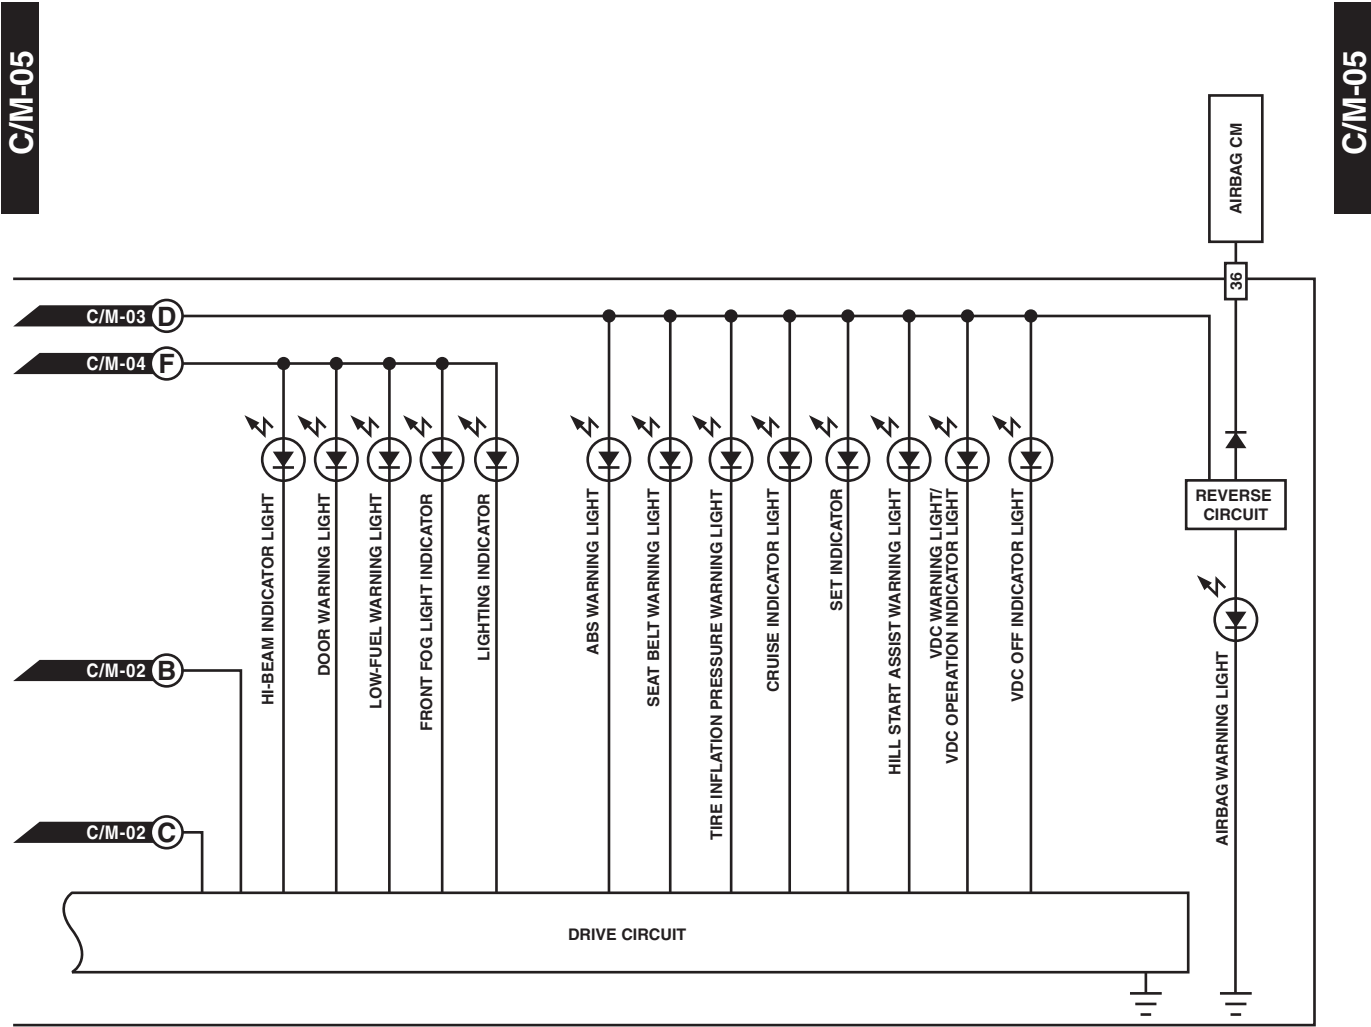 C/M-05
C/M-05
AIRBAG CM
36
C/M-03 D
C/M-04 F
HI-BEAM INDICATOR LIGHT
DOOR WARNING LIGHT
LOW-FUEL WARNING LIGHT
FRONT FOG LIGHT INDICATOR
LIGHTING INDICATOR
ABS WARNING LIGHT
SEAT BELT WARNING LIGHT
TIRE INFLATION PRESSURE WARNING LIGHT
CRUISE INDICATOR LIGHT
SET INDICATOR
HILL START ASSIST WARNING LIGHT
VDC WARNING LIGHT/
VDC OPERATION INDICATOR LIGHT
VDC OFF INDICATOR LIGHT
REVERSE
CIRCUIT
AIRBAG WARNING LIGHT
C/M-02 B
C/M-02 C
DRIVE CIRCUIT